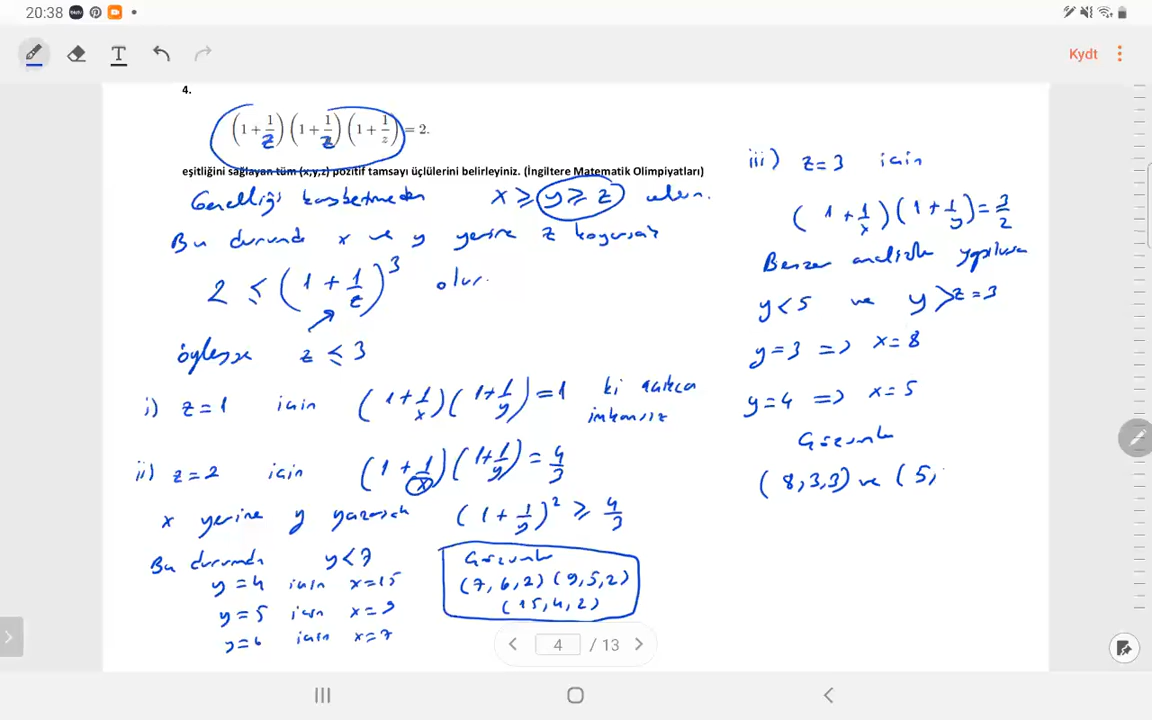 20:38
Kydt
4.
(1+1/z)(1+1/z)(1+1/z)=2.
eşitliğini sağlayan tüm (x,y,z) pozitif tamsayı üçlülerini belirleyiniz. (İngiltere Matematik Olimpiyatları)
Genelliği kaybetmeden x ≥ y ≥ z olsun.
Bu durumda x ve y yerine z koyarsak
2 ≤ (1 + 1/z)^3 olur.
öyleyse z ≤ 3
i) z=1 için (1+1/x)(1+1/y)=1 ki açıkca
imkansız
ii) z=2 için (1+1/x)(1+1/y)=4/3
x yerine y yazarsak (1+1/y)^2 ≥ 4/3
Bu durumda y<7
y=4 için x=15
y=5 için x=9
y=6 için x=7
Çözümler
(7,6,2) (9,5,2)
(15,4,2)
iii) z=3 için
(1+1/x)(1+1/y)=3/2
Benzer analizle yapılırsa
y<5 ve y≥z=3
y=3 => x=8
y=4 => x=5
Çözümler
(8,3,3) ve (5,
4 / 13